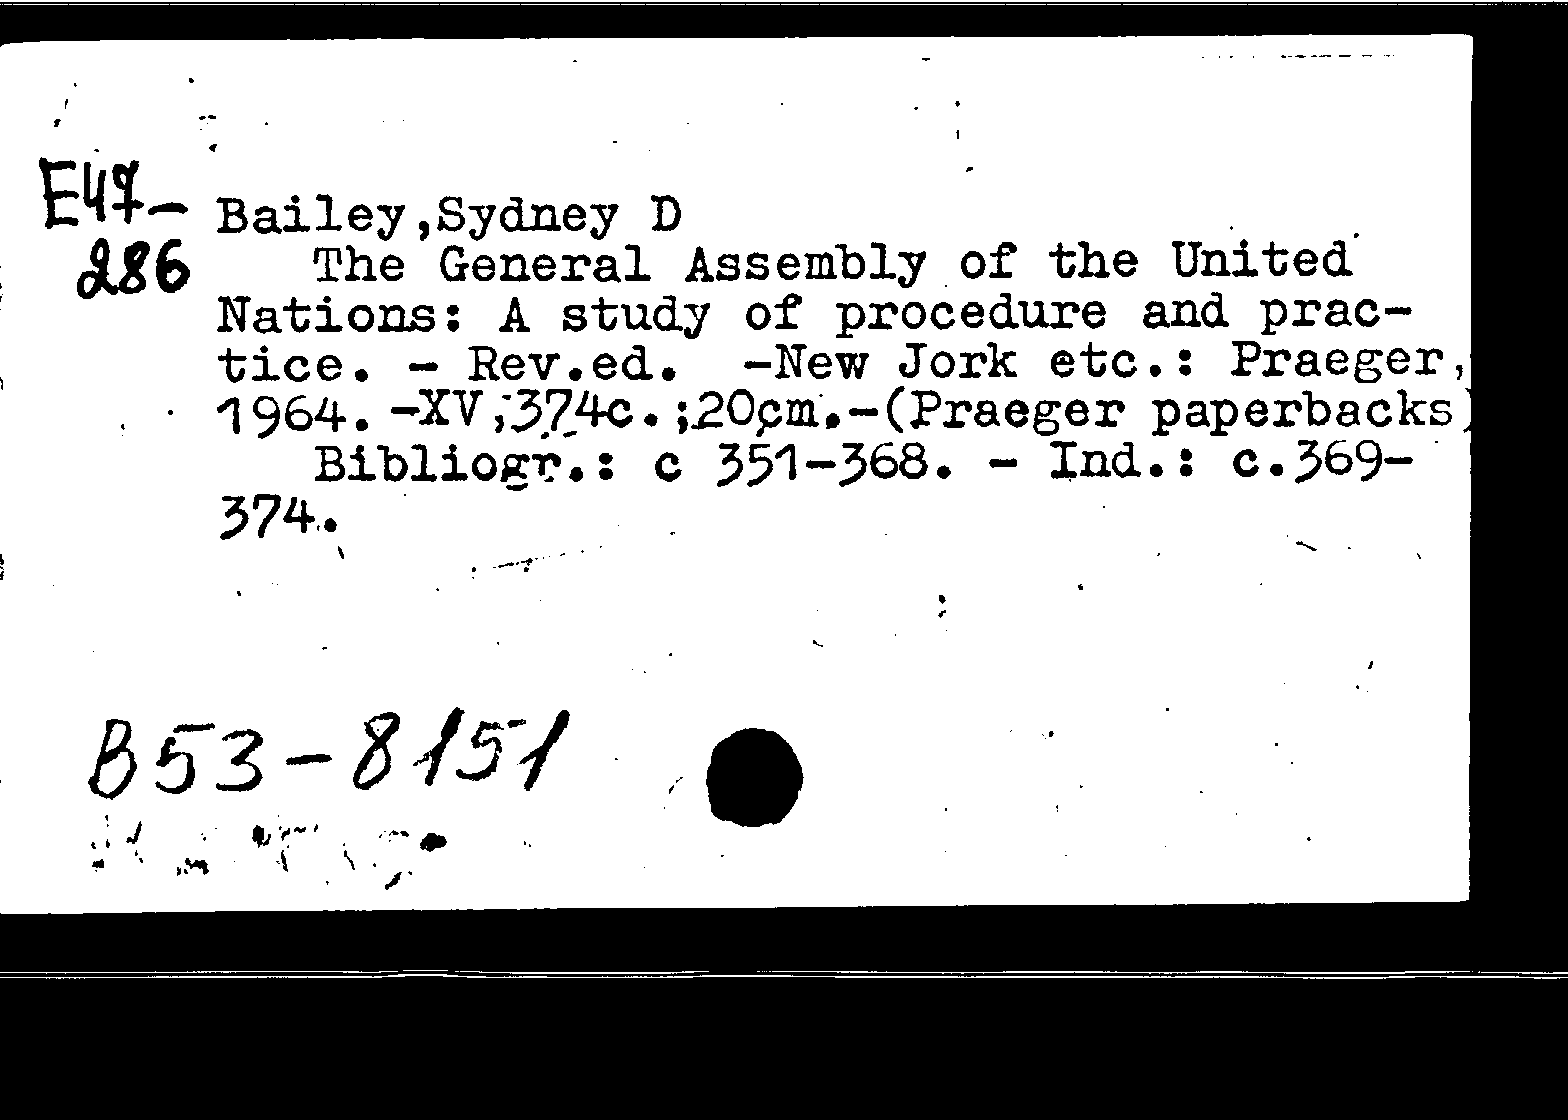 E47-
286
Bailey,Sydney D
The General Assembly of the United
Nations: A study of procedure and prac-
tice. - Rev.ed. -New Jork etc.: Praeger,
1964.-XV,374c.;20cm.-(Praeger paperbacks)
Bibliogr.: c 351-368. - Ind.: c.369-
374.
B53-8151